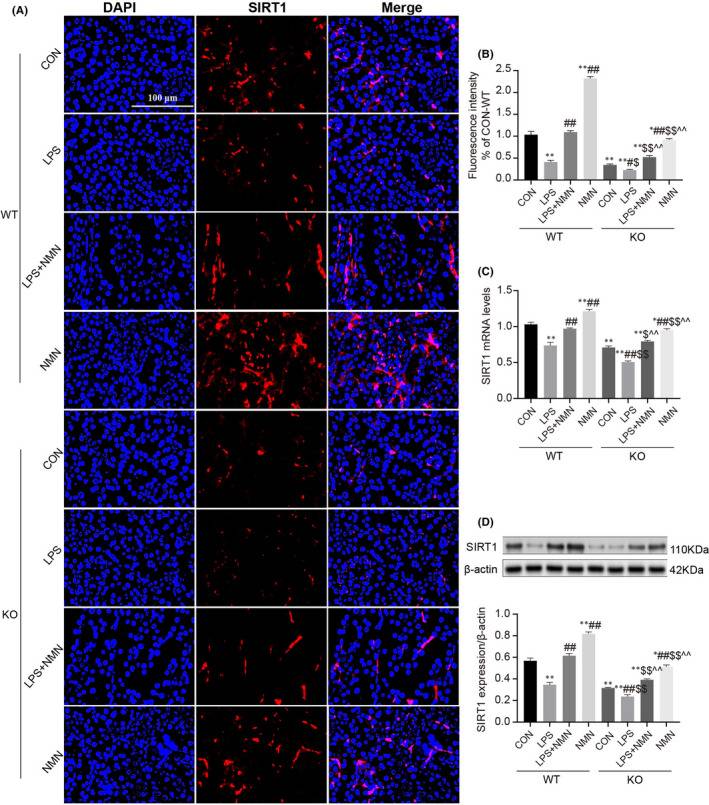 (A)
DAPI SIRT1 Merge
CON
100 μm
LPS
WT
LPS+NMN
NMN
CON
LPS
KO
LPS+NMN
NMN
(B)
Fluorescence intensity
% of CON-WT
2.5
2.0
1.5
1.0
0.5
0.0
** ## **## ** **#$ **$$^^ *##$$^^
CON LPS LPS+NMN NMN CON LPS LPS+NMN NMN
WT KO
(C)
SIRT1 mRNA levels
1.5
1.0
0.5
0.0
** ## **## ** **##$$ **$^^ *##$$^^
CON LPS LPS+NMN NMN CON LPS LPS+NMN NMN
WT KO
(D)
SIRT1 110KDa
β-actin 42KDa
SIRT1 expression/β-actin
1.0
0.8
0.6
0.4
0.2
0.0
** ## **## ** **##$$ **$$^^ *##$$^^
CON LPS LPS+NMN NMN CON LPS LPS+NMN NMN
WT KO